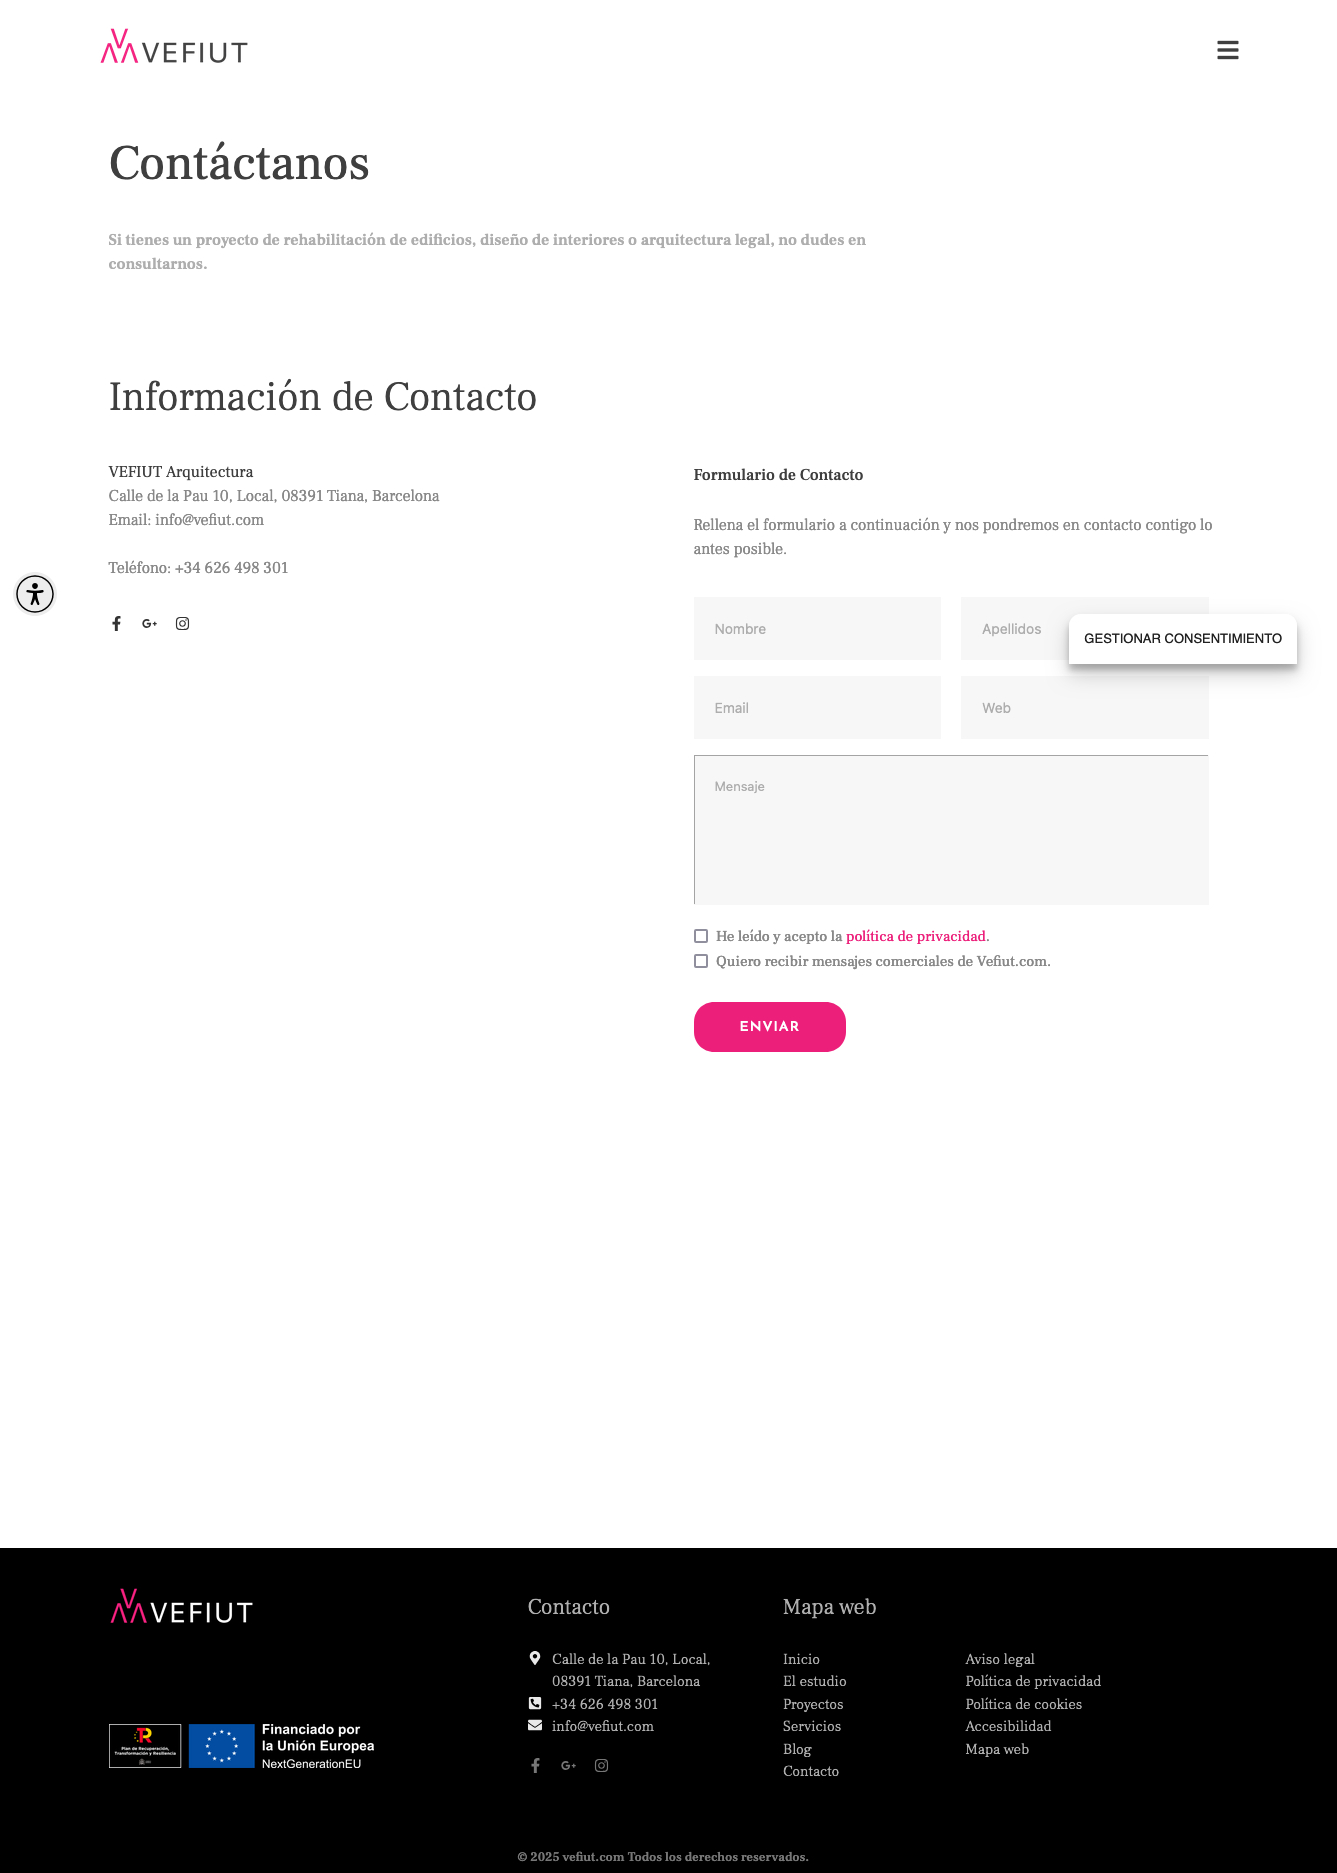 VEFIUT
Contáctanos
Si tienes un proyecto de rehabilitación de edificios, diseño de interiores o arquitectura legal, no dudes en
consultarnos.
Información de Contacto
VEFIUT Arquitectura
Calle de la Pau 10, Local, 08391 Tiana, Barcelona
Email: info@vefiut.com
Teléfono: +34 626 498 301
Formulario de Contacto
Rellena el formulario a continuación y nos pondremos en contacto contigo lo
antes posible.
Nombre
Apellidos
GESTIONAR CONSENTIMIENTO
Email
Web
Mensaje
He leído y acepto la política de privacidad.
Quiero recibir mensajes comerciales de Vefiut.com.
ENVIAR
VEFIUT
Plan de Recuperación,
Transformación y Resiliencia
Financiado por
la Unión Europea
NextGenerationEU
Contacto
Calle de la Pau 10, Local,
08391 Tiana, Barcelona
+34 626 498 301
info@vefiut.com
Mapa web
Inicio
El estudio
Proyectos
Servicios
Blog
Contacto
Aviso legal
Política de privacidad
Política de cookies
Accesibilidad
Mapa web
© 2025 vefiut.com Todos los derechos reservados.